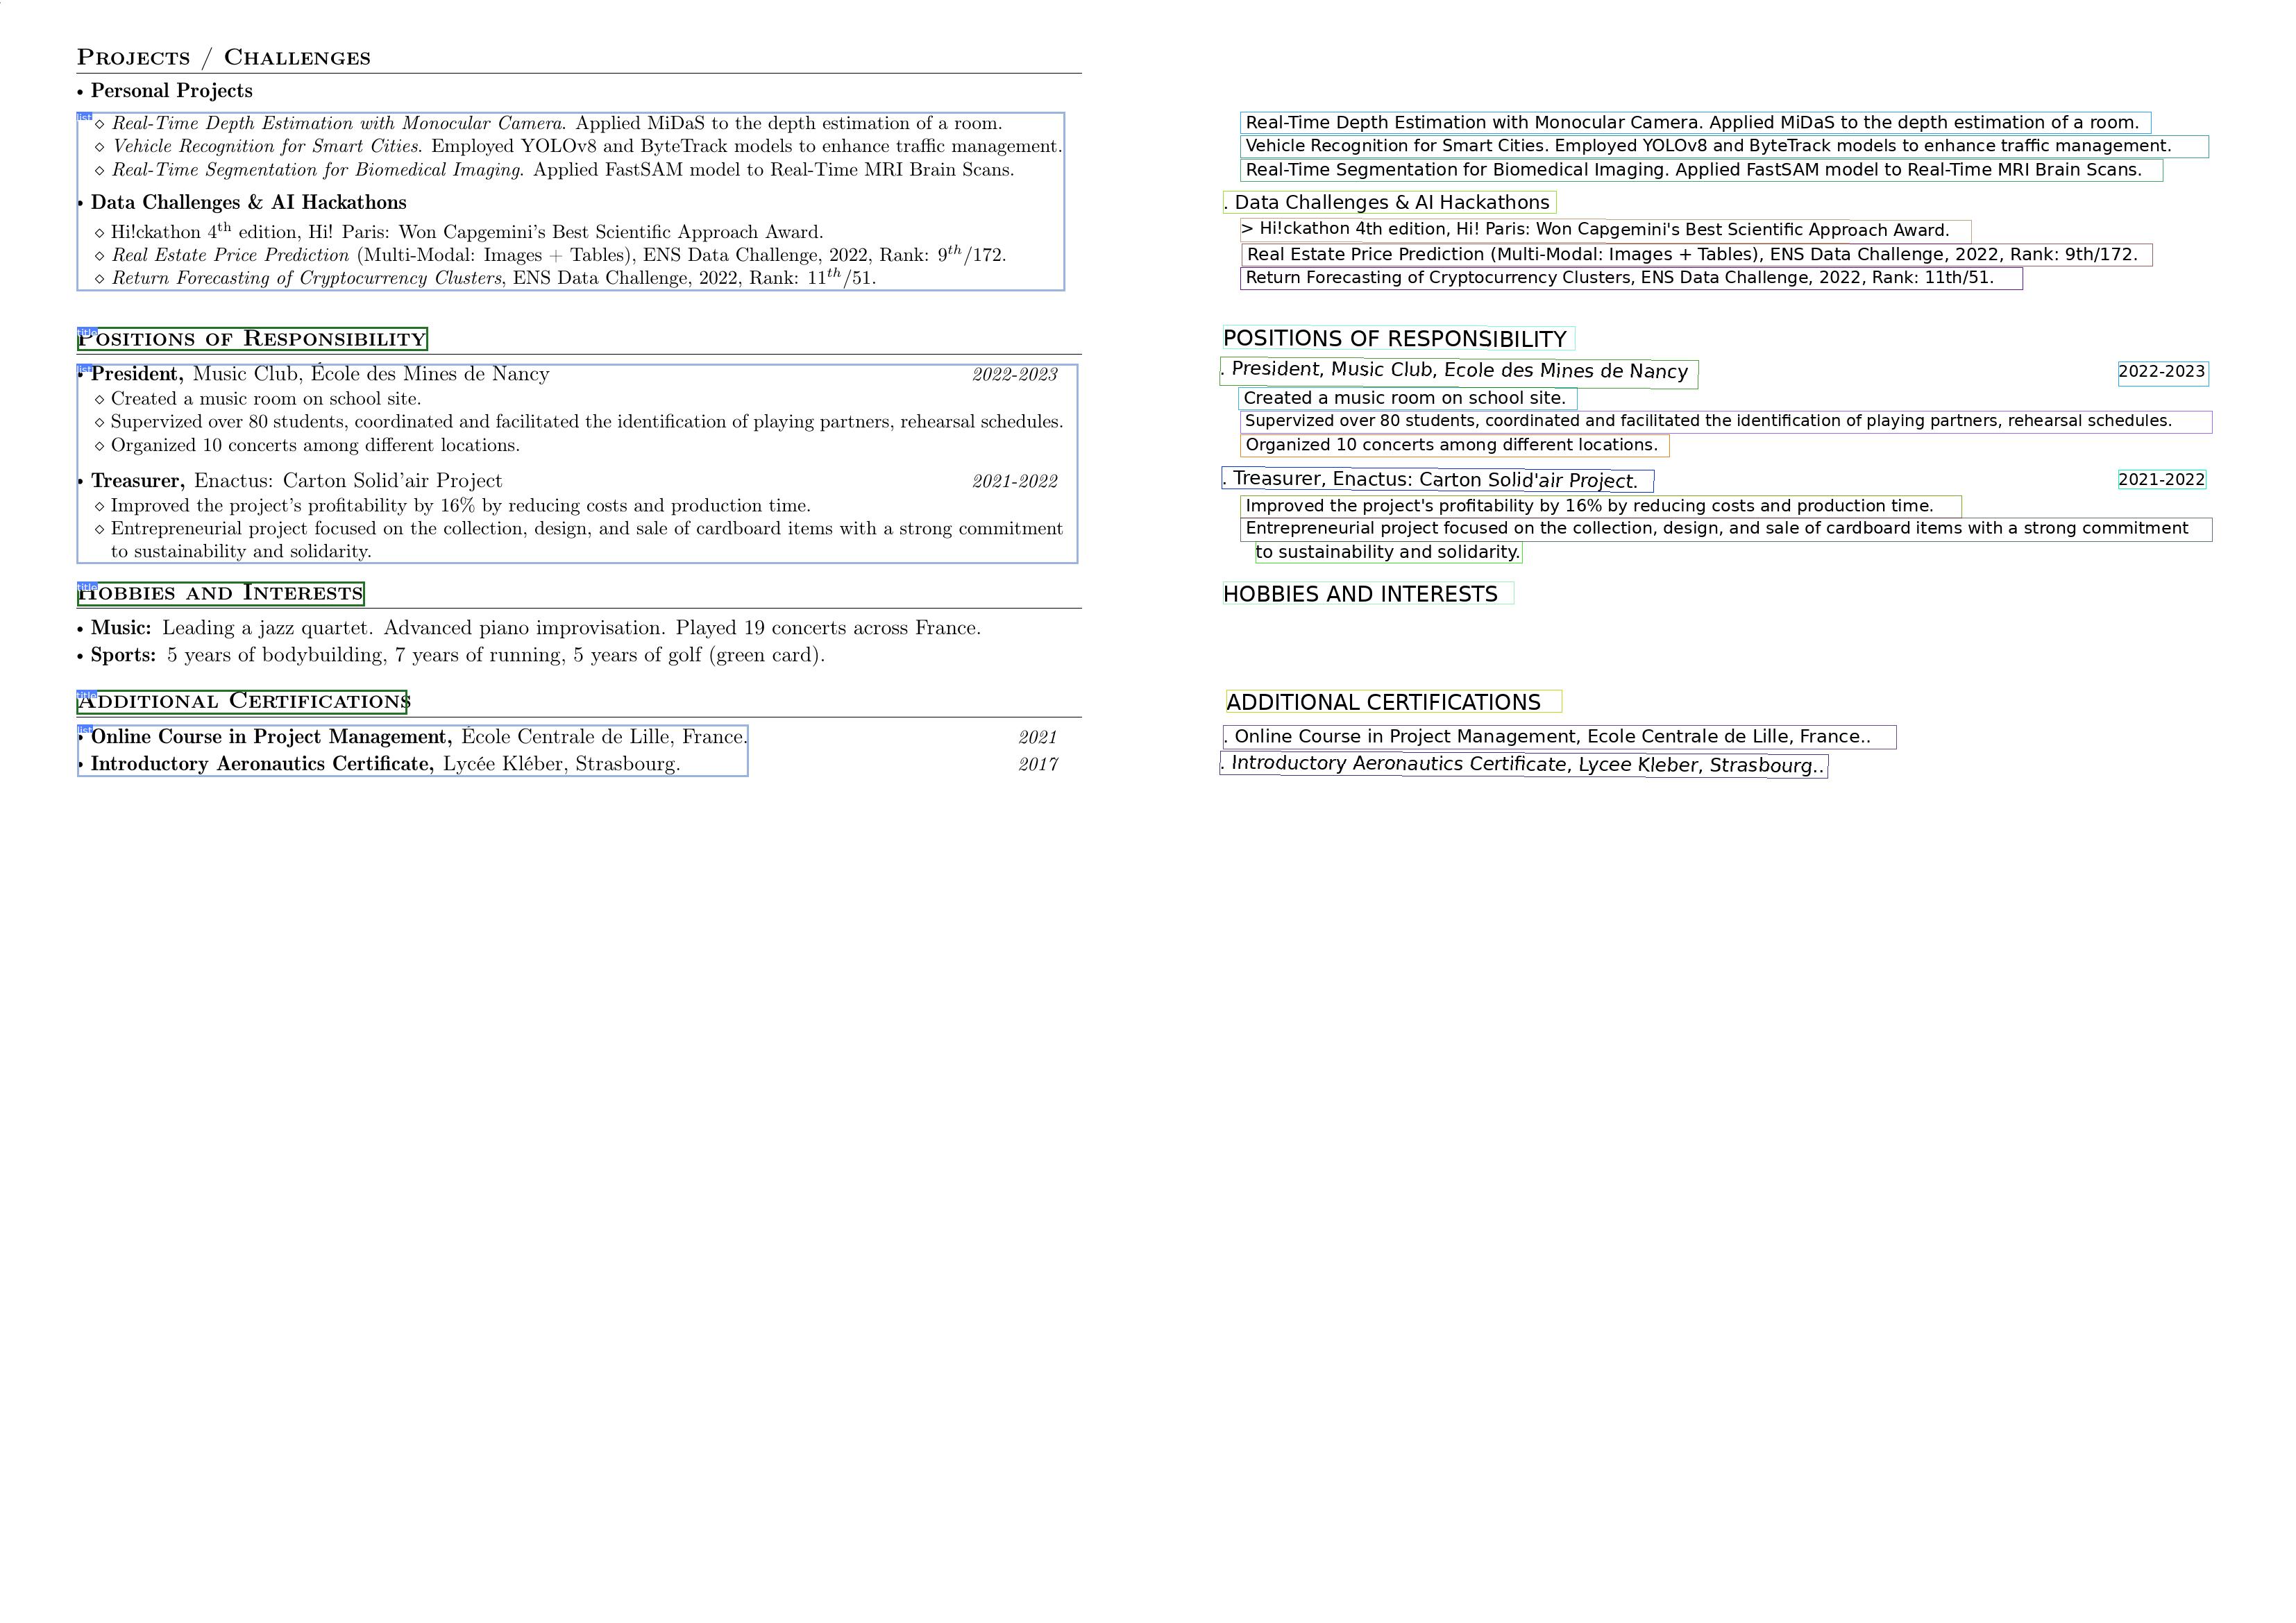 Projects / Challenges
• Personal Projects
list
⋄ Real-Time Depth Estimation with Monocular Camera. Applied MiDaS to the depth estimation of a room.
⋄ Vehicle Recognition for Smart Cities. Employed YOLOv8 and ByteTrack models to enhance traffic management.
⋄ Real-Time Segmentation for Biomedical Imaging. Applied FastSAM model to Real-Time MRI Brain Scans.
• Data Challenges & AI Hackathons
⋄ Hi!ckathon 4th edition, Hi! Paris: Won Capgemini's Best Scientific Approach Award.
⋄ Real Estate Price Prediction (Multi-Modal: Images + Tables), ENS Data Challenge, 2022, Rank: 9th/172.
⋄ Return Forecasting of Cryptocurrency Clusters, ENS Data Challenge, 2022, Rank: 11th/51.
title
Positions of Responsibility
list
• President, Music Club, École des Mines de Nancy 2022-2023
⋄ Created a music room on school site.
⋄ Supervized over 80 students, coordinated and facilitated the identification of playing partners, rehearsal schedules.
⋄ Organized 10 concerts among different locations.
• Treasurer, Enactus: Carton Solid'air Project 2021-2022
⋄ Improved the project's profitability by 16% by reducing costs and production time.
⋄ Entrepreneurial project focused on the collection, design, and sale of cardboard items with a strong commitment
to sustainability and solidarity.
title
Hobbies and Interests
• Music: Leading a jazz quartet. Advanced piano improvisation. Played 19 concerts across France.
• Sports: 5 years of bodybuilding, 7 years of running, 5 years of golf (green card).
title
Additional Certifications
list
• Online Course in Project Management, École Centrale de Lille, France. 2021
• Introductory Aeronautics Certificate, Lycée Kléber, Strasbourg. 2017
Real-Time Depth Estimation with Monocular Camera. Applied MiDaS to the depth estimation of a room.
Vehicle Recognition for Smart Cities. Employed YOLOv8 and ByteTrack models to enhance traffic management.
Real-Time Segmentation for Biomedical Imaging. Applied FastSAM model to Real-Time MRI Brain Scans.
. Data Challenges & AI Hackathons
> Hi!ckathon 4th edition, Hi! Paris: Won Capgemini's Best Scientific Approach Award.
Real Estate Price Prediction (Multi-Modal: Images + Tables), ENS Data Challenge, 2022, Rank: 9th/172.
Return Forecasting of Cryptocurrency Clusters, ENS Data Challenge, 2022, Rank: 11th/51.
POSITIONS OF RESPONSIBILITY
. President, Music Club, Ecole des Mines de Nancy 2022-2023
Created a music room on school site.
Supervized over 80 students, coordinated and facilitated the identification of playing partners, rehearsal schedules.
Organized 10 concerts among different locations.
. Treasurer, Enactus: Carton Solid'air Project. 2021-2022
Improved the project's profitability by 16% by reducing costs and production time.
Entrepreneurial project focused on the collection, design, and sale of cardboard items with a strong commitment
to sustainability and solidarity.
HOBBIES AND INTERESTS
ADDITIONAL CERTIFICATIONS
. Online Course in Project Management, Ecole Centrale de Lille, France..
. Introductory Aeronautics Certificate, Lycee Kleber, Strasbourg..